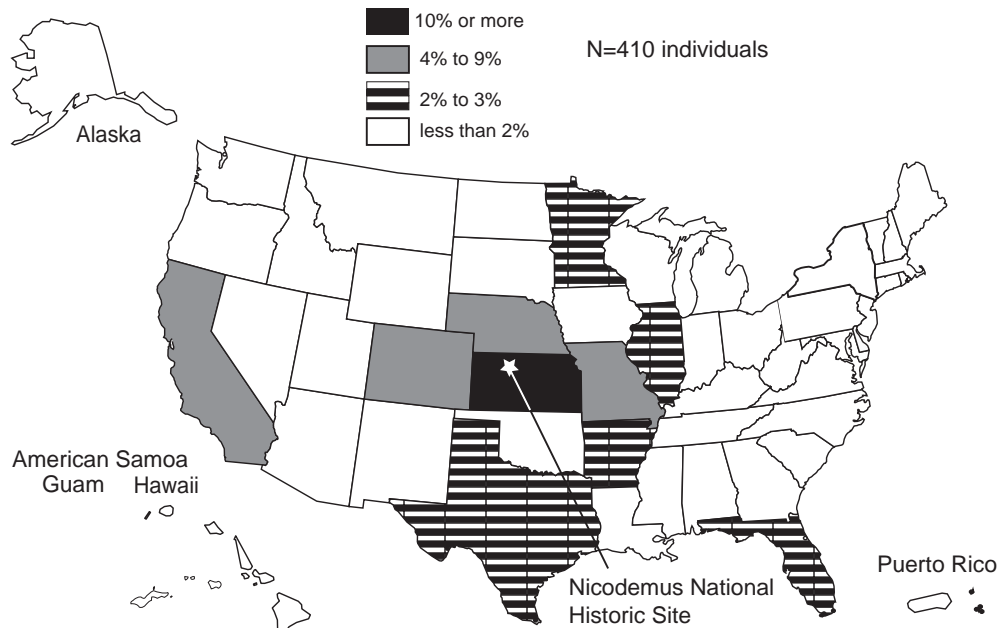 10% or more
N=410 individuals
4% to 9%
2% to 3%
less than 2%
Alaska
American Samoa
Guam Hawaii
Puerto Rico
Nicodemus National
Historic Site